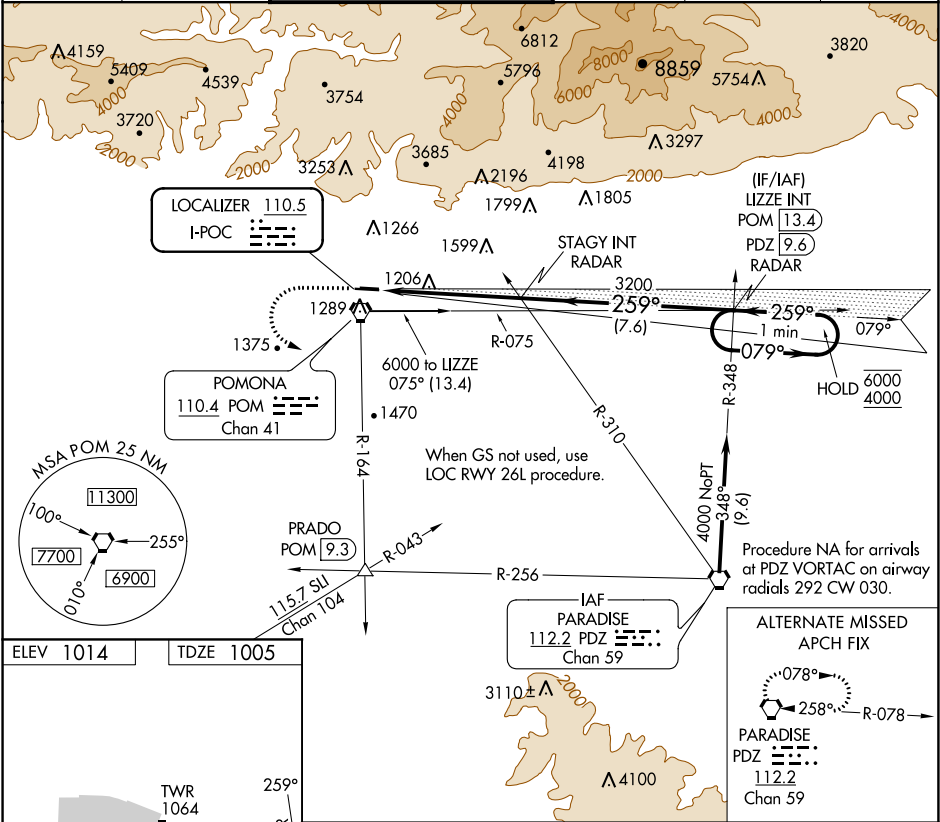 4159
5409
4539
4000
3720
2000
3754
2000
3253
6812
5796
4000
3685
8000
8859
6000
5754
4000
3820
4000
3297
4198
2000
2196
1799
1805
1266
1599
LOCALIZER 110.5
I-POC
1206
1289
1375
STAGY INT
RADAR
(IF/IAF)
LIZZE INT
POM 13.4
PDZ 9.6
RADAR
3200
259°
(7.6)
259°
1 min
079°
079°
HOLD 6000
4000
R-075
6000 to LIZZE
075° (13.4)
POMONA
110.4 POM
Chan 41
1470
R-164
R-310
R-348
When GS not used, use
LOC RWY 26L procedure.
4000 NoPT
348°
(9.6)
MSA POM 25 NM
11300
100°
255°
7700
6900
010°
PRADO
POM 9.3
R-043
115.7 SLI
Chan 104
R-256
Procedure NA for arrivals
at PDZ VORTAC on airway
radials 292 CW 030.
IAF
PARADISE
112.2 PDZ
Chan 59
ALTERNATE MISSED
APCH FIX
078°
258°
R-078
PARADISE
PDZ
112.2
Chan 59
3110±
2000
4100
ELEV 1014
TDZE 1005
TWR
1064
259°